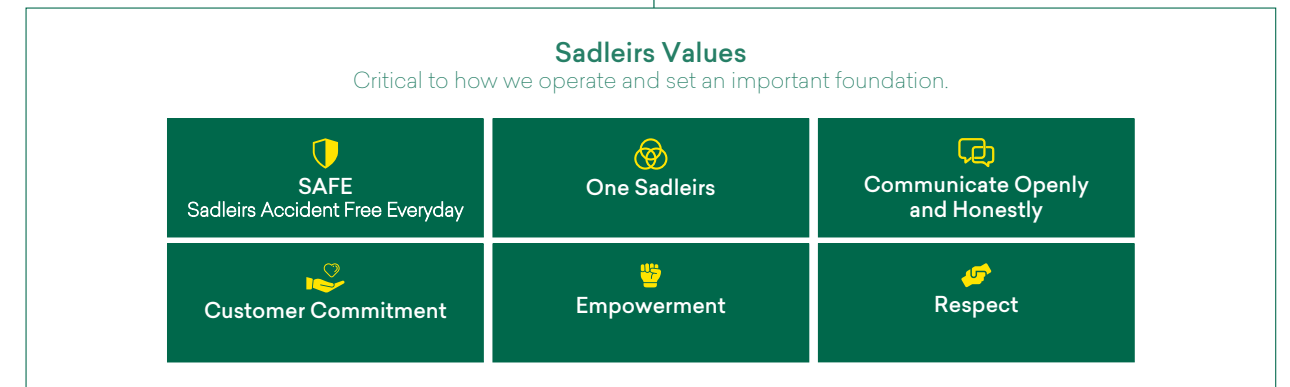 Sadleirs Values
Critical to how we operate and set an important foundation.
SAFE
Sadleirs Accident Free Everyday
One Sadleirs
Communicate Openly
and Honestly
Customer Commitment
Empowerment
Respect